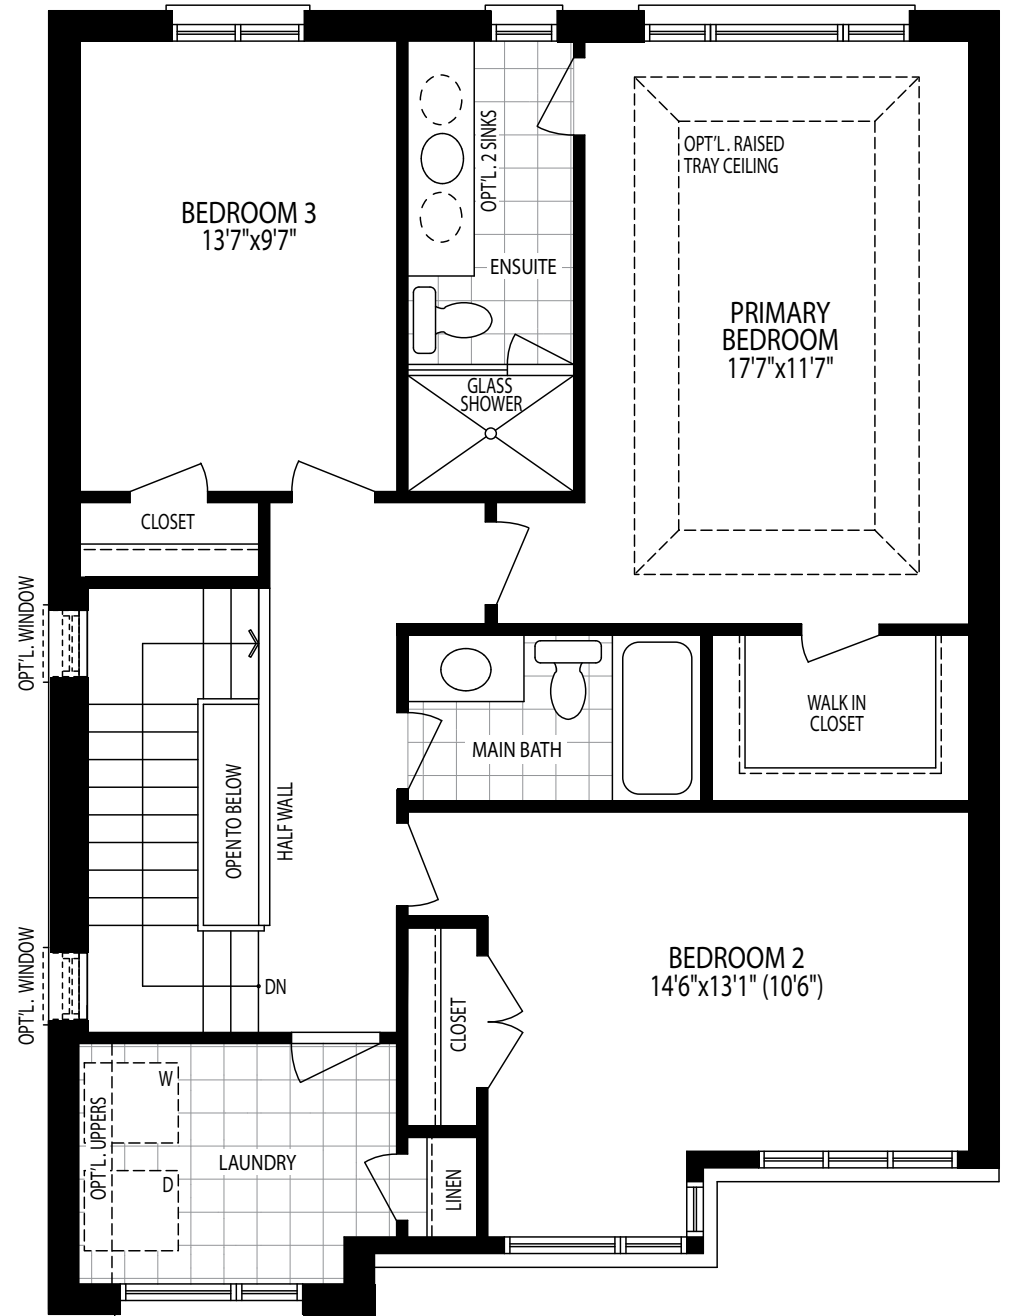 OPT'L. 2 SINKS
OPT'L. RAISED
TRAY CEILING
BEDROOM 3
13'7"x9'7"
ENSUITE
PRIMARY
BEDROOM
17'7"x11'7"
GLASS
SHOWER
CLOSET
OPT'L. WINDOW
WALK IN
CLOSET
MAIN BATH
OPEN TO BELOW
HALF WALL
BEDROOM 2
14'6"x13'1" (10'6")
OPT'L. WINDOW
DN
CLOSET
W
OPT'L. UPPERS
LAUNDRY
D
LINEN